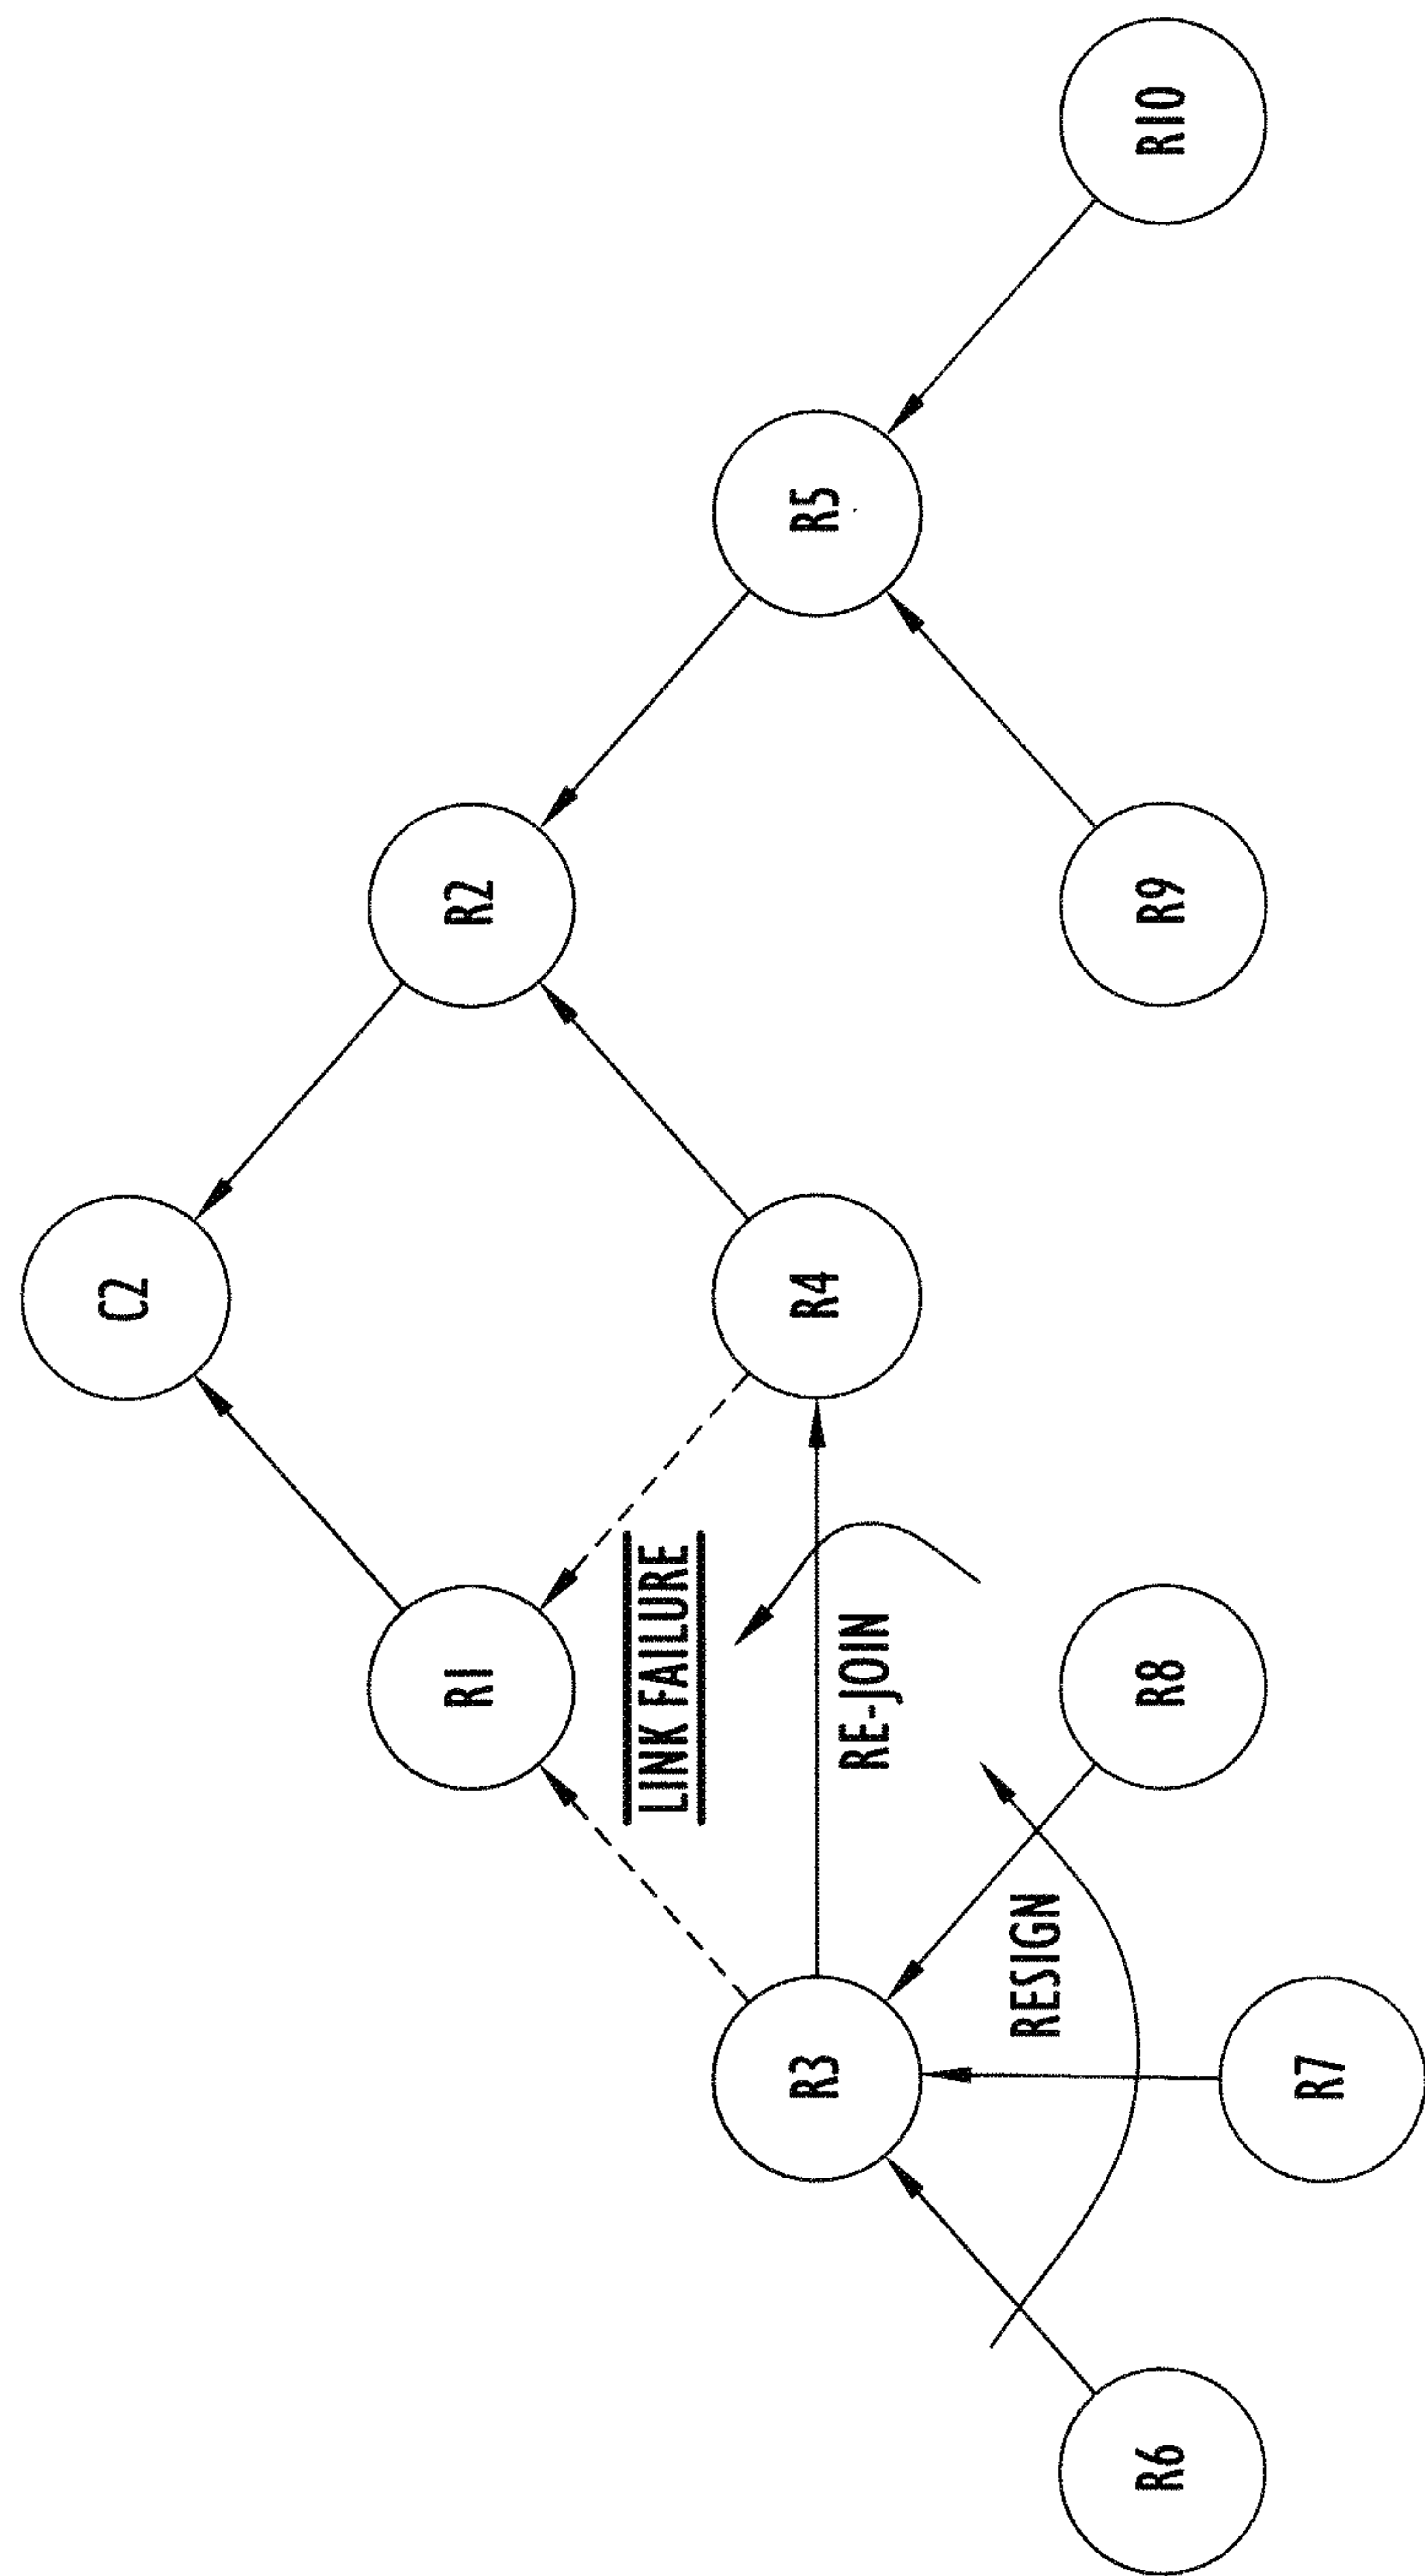 C2
R1
R2
LINK FAILURE
R3
R4
R5
RE-JOIN
RESIGN
R6
R8
R9
R10
R7